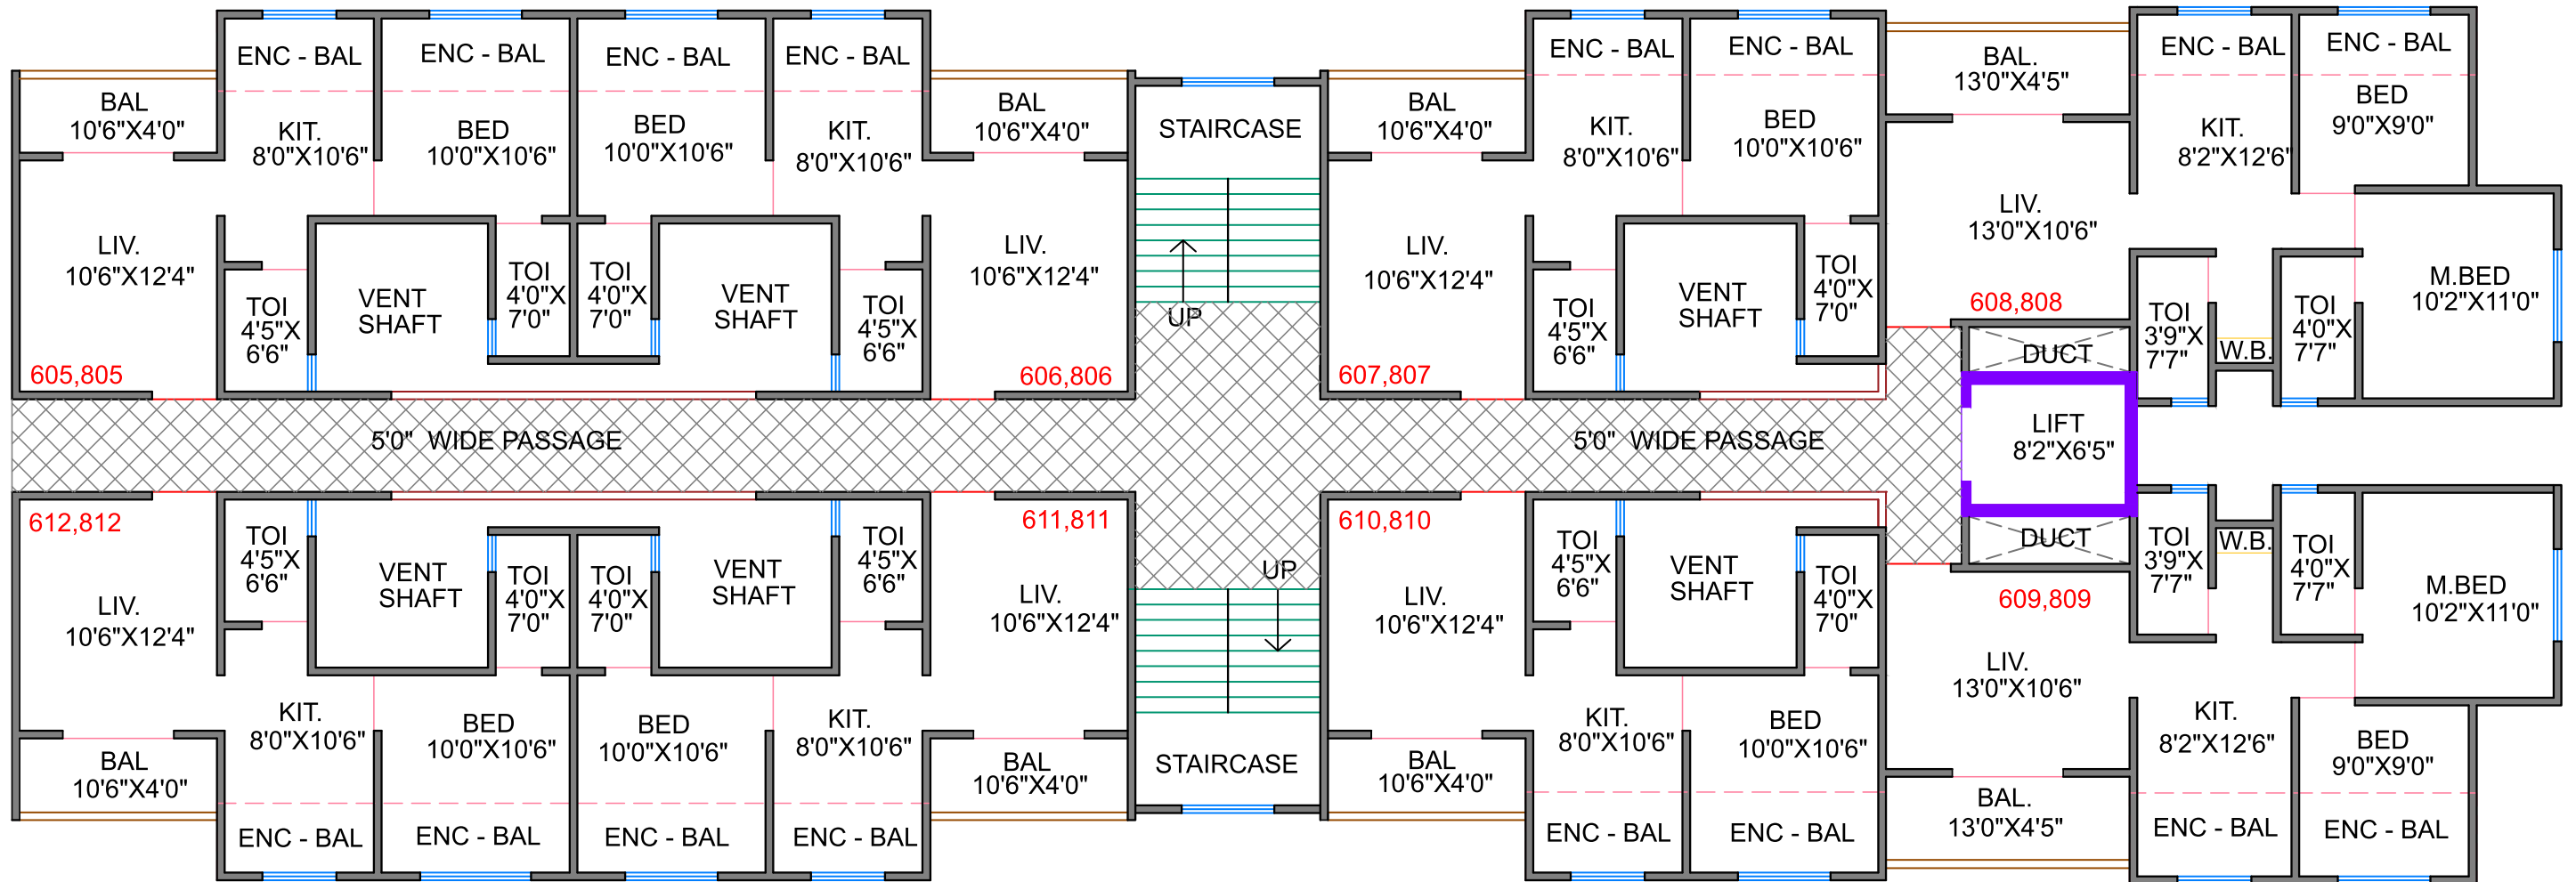 ENC - BAL
ENC - BAL
ENC - BAL
ENC - BAL
BAL
10'6"X4'0"
KIT.
8'0"X10'6"
BED
10'0"X10'6"
BED
10'0"X10'6"
KIT.
8'0"X10'6"
BAL
10'6"X4'0"
LIV.
10'6"X12'4"
TOI
4'5"X
6'6"
VENT
SHAFT
TOI
4'0"X
7'0"
TOI
4'0"X
7'0"
VENT
SHAFT
TOI
4'5"X
6'6"
LIV.
10'6"X12'4"
605,805
606,806
STAIRCASE
UP
ENC - BAL
ENC - BAL
BAL
10'6"X4'0"
KIT.
8'0"X10'6"
BED
10'0"X10'6"
LIV.
10'6"X12'4"
TOI
4'5"X
6'6"
VENT
SHAFT
TOI
4'0"X
7'0"
607,807
BAL.
13'0"X4'5"
ENC - BAL
ENC - BAL
KIT.
8'2"X12'6"
BED
9'0"X9'0"
LIV.
13'0"X10'6"
608,808
TOI
3'9"X
7'7"
W.B.
TOI
4'0"X
7'7"
M.BED
10'2"X11'0"
DUCT
5'0" WIDE PASSAGE
5'0" WIDE PASSAGE
LIFT
8'2"X6'5"
DUCT
612,812
TOI
4'5"X
6'6"
VENT
SHAFT
TOI
4'0"X
7'0"
TOI
4'0"X
7'0"
VENT
SHAFT
TOI
4'5"X
6'6"
611,811
LIV.
10'6"X12'4"
LIV.
10'6"X12'4"
KIT.
8'0"X10'6"
BED
10'0"X10'6"
BED
10'0"X10'6"
KIT.
8'0"X10'6"
BAL
10'6"X4'0"
BAL
10'6"X4'0"
ENC - BAL
ENC - BAL
ENC - BAL
ENC - BAL
UP
STAIRCASE
610,810
TOI
4'5"X
6'6"
VENT
SHAFT
TOI
4'0"X
7'0"
LIV.
10'6"X12'4"
KIT.
8'0"X10'6"
BED
10'0"X10'6"
BAL
10'6"X4'0"
ENC - BAL
ENC - BAL
609,809
TOI
3'9"X
7'7"
W.B.
TOI
4'0"X
7'7"
M.BED
10'2"X11'0"
LIV.
13'0"X10'6"
KIT.
8'2"X12'6"
BED
9'0"X9'0"
BAL.
13'0"X4'5"
ENC - BAL
ENC - BAL